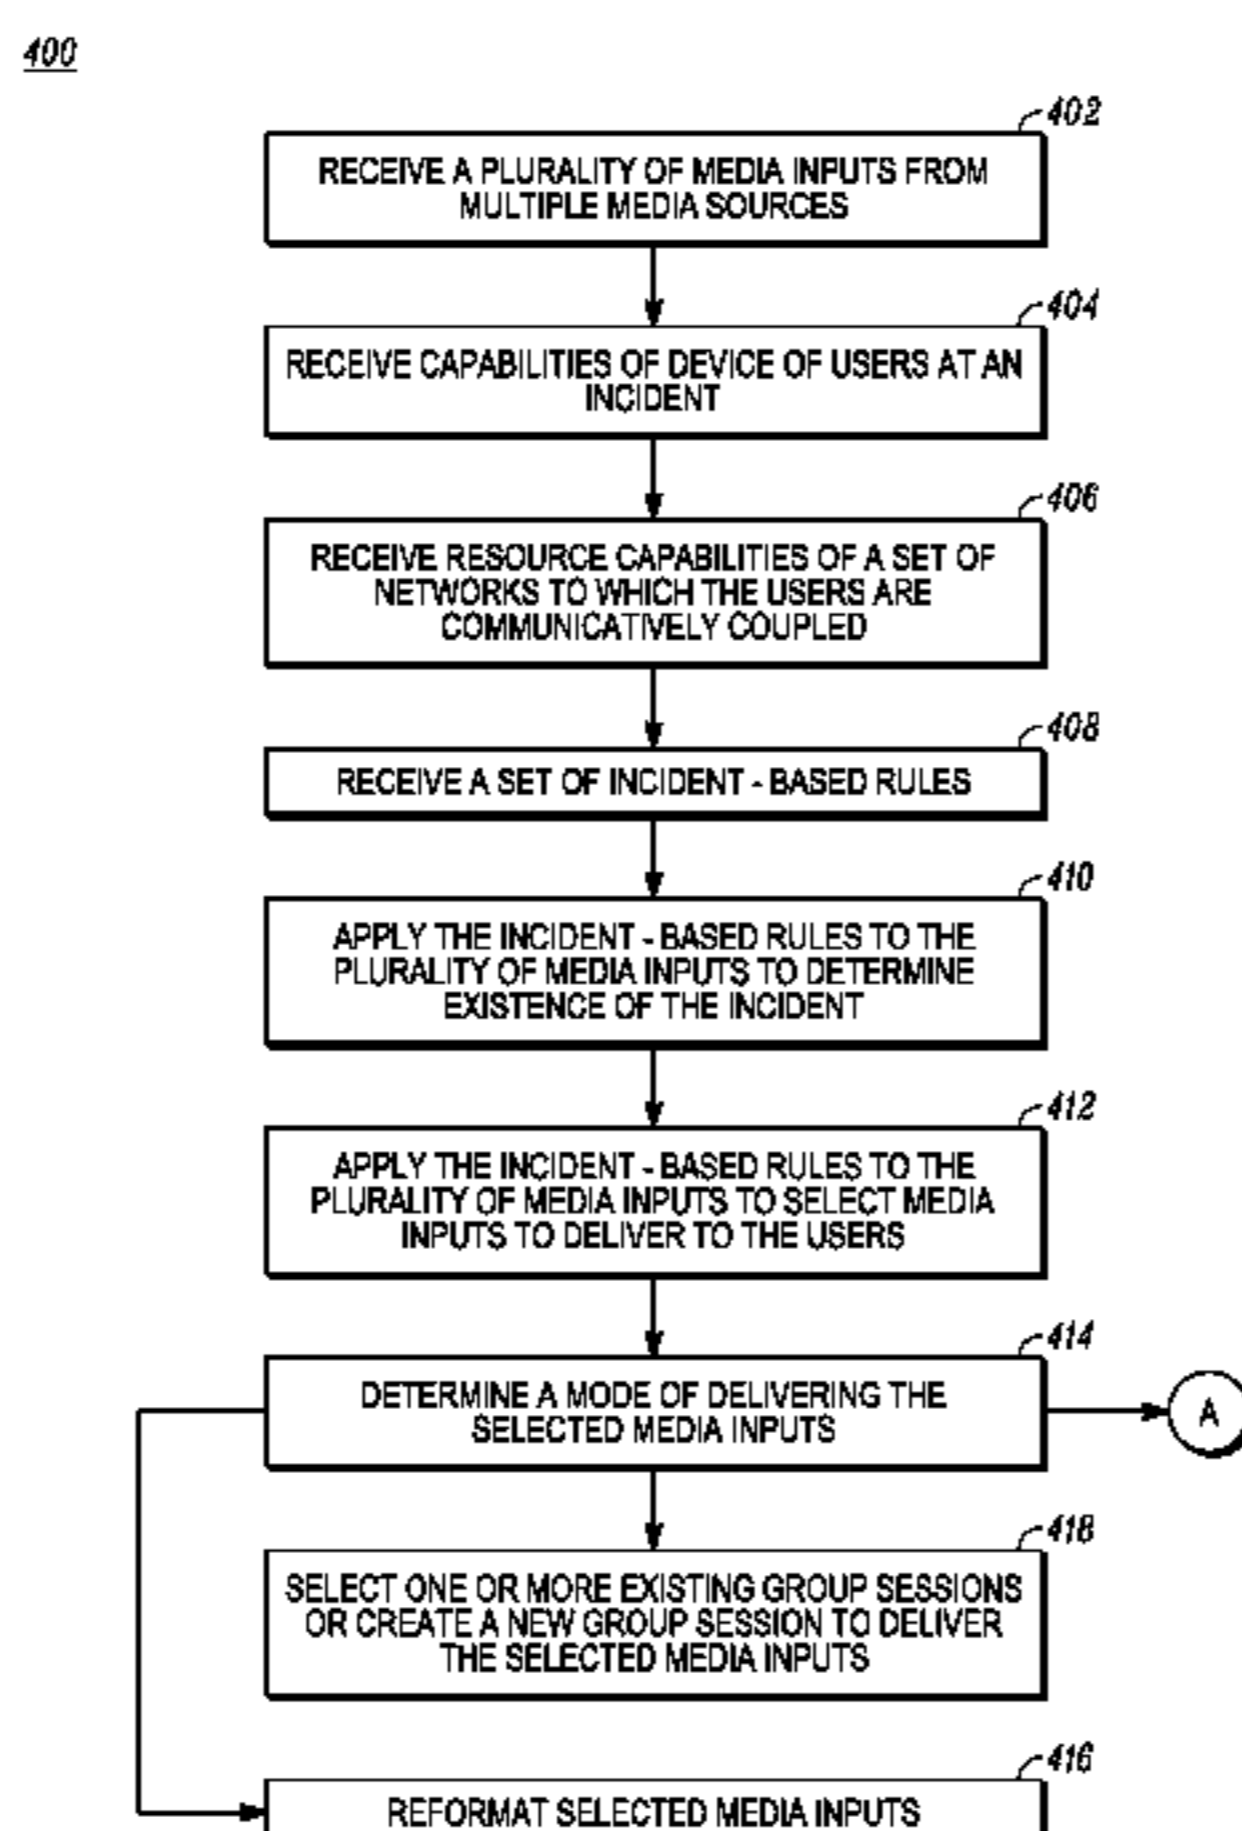 400
402
RECEIVE A PLURALITY OF MEDIA INPUTS FROM
MULTIPLE MEDIA SOURCES
404
RECEIVE CAPABILITIES OF DEVICE OF USERS AT AN
INCIDENT
406
RECEIVE RESOURCE CAPABILITIES OF A SET OF
NETWORKS TO WHICH THE USERS ARE
COMMUNICATIVELY COUPLED
408
RECEIVE A SET OF INCIDENT - BASED RULES
410
APPLY THE INCIDENT - BASED RULES TO THE
PLURALITY OF MEDIA INPUTS TO DETERMINE
EXISTENCE OF THE INCIDENT
412
APPLY THE INCIDENT - BASED RULES TO THE
PLURALITY OF MEDIA INPUTS TO SELECT MEDIA
INPUTS TO DELIVER TO THE USERS
414
DETERMINE A MODE OF DELIVERING THE
SELECTED MEDIA INPUTS
A
418
SELECT ONE OR MORE EXISTING GROUP SESSIONS
OR CREATE A NEW GROUP SESSION TO DELIVER
THE SELECTED MEDIA INPUTS
416
REFORMAT SELECTED MEDIA INPUTS